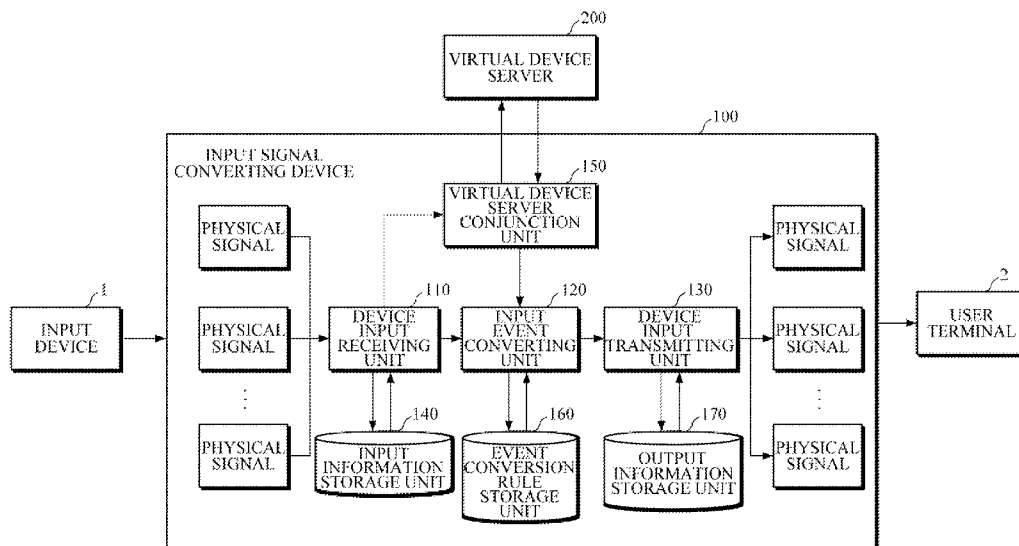 200
VIRTUAL DEVICE
SERVER
100
INPUT SIGNAL
CONVERTING DEVICE
150
VIRTUAL DEVICE
SERVER
CONJUNCTION
UNIT
PHYSICAL
SIGNAL
PHYSICAL
SIGNAL
1
INPUT
DEVICE
PHYSICAL
SIGNAL
110
DEVICE
INPUT
RECEIVING
UNIT
120
INPUT
EVENT
CONVERTING
UNIT
130
DEVICE
INPUT
TRANSMITTING
UNIT
PHYSICAL
SIGNAL
2
USER
TERMINAL
PHYSICAL
SIGNAL
140
INPUT
INFORMATION
STORAGE UNIT
160
EVENT
CONVERSION
RULE
STORAGE
UNIT
170
OUTPUT
INFORMATION
STORAGE UNIT
PHYSICAL
SIGNAL